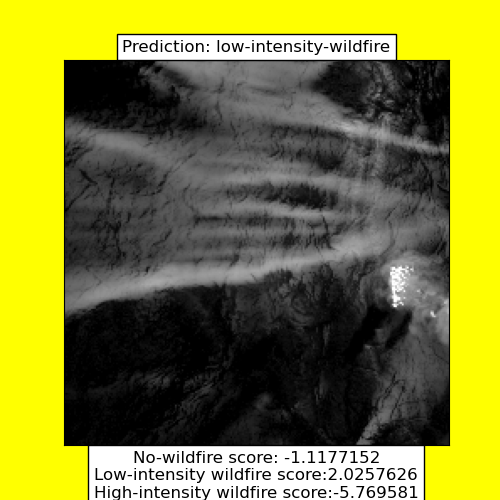 Prediction: low-intensity-wildfire
No-wildfire score: -1.1177152
Low-intensity wildfire score:2.0257626
High-intensity wildfire score:-5.769581